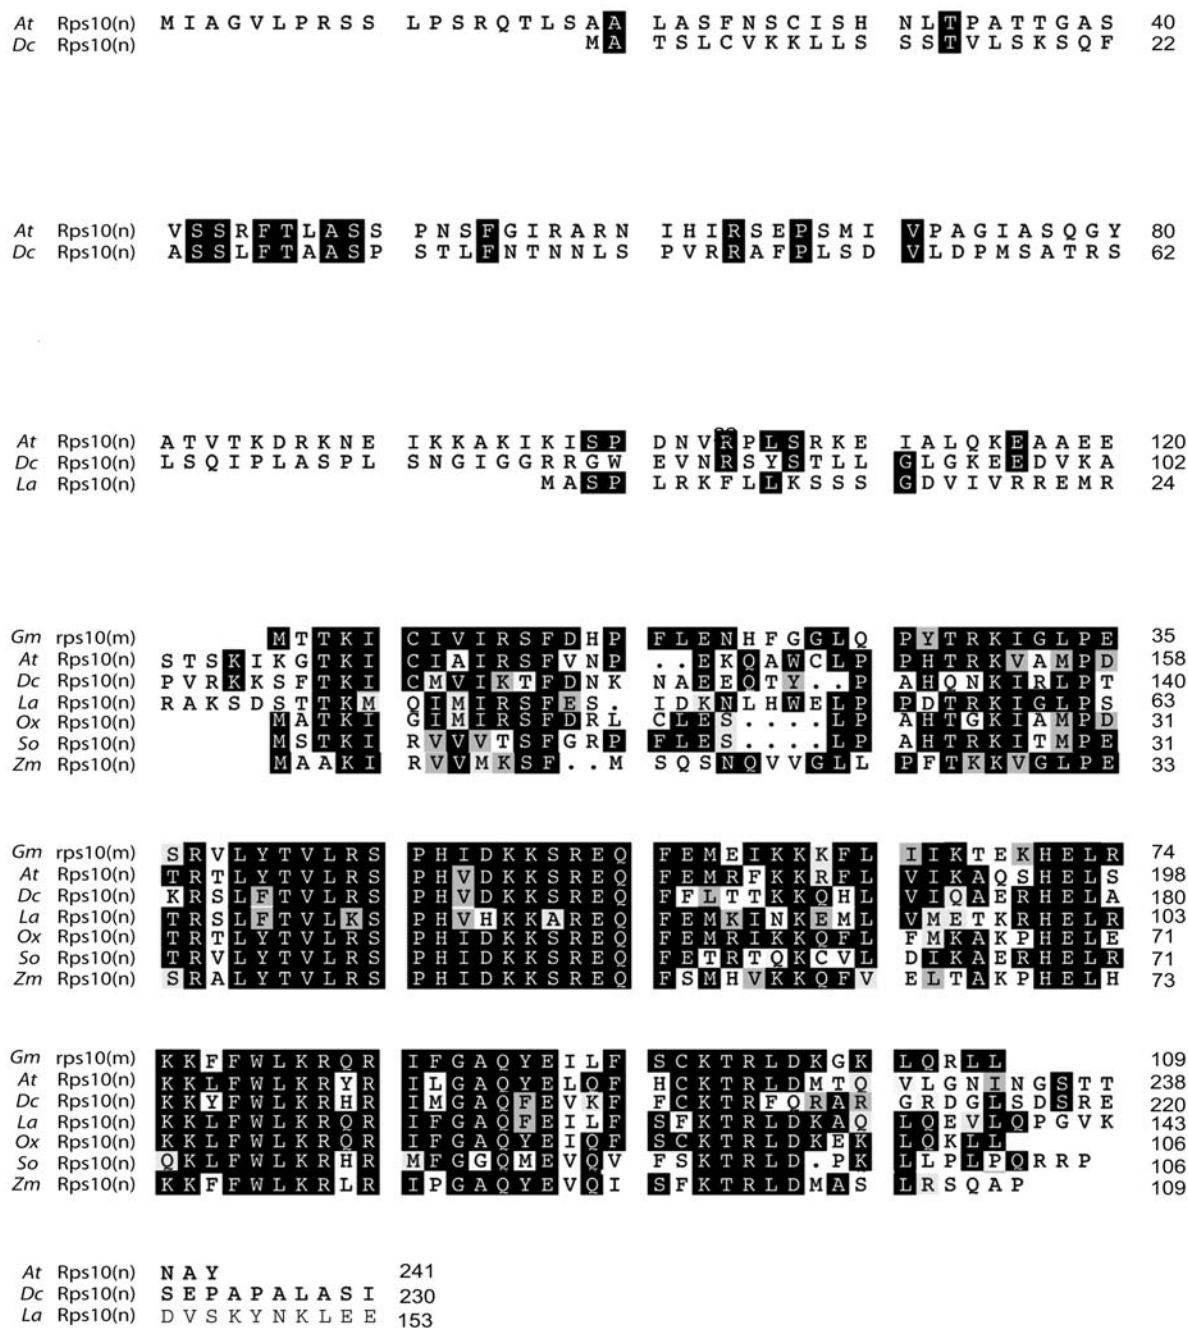 At Rps10(n) MIAGVLPRSS LPSRQTLSAA LASFNSCISH NLTPATTGAS 40
Dc Rps10(n) MA TSLCVKKLLS SSTVLSKSQF 22
At Rps10(n) VSSRFTLASS PNSFGIRARN IHIRSEPSMI VPAGIASQGY 80
Dc Rps10(n) ASSLFTAASP STLFNTNNLS PVRRAFPLSD VLDPMSATRS 62
At Rps10(n) ATVTKDRKNE IKKAKIKISP DNVRPLSRKE IALQKEAAEE 120
Dc Rps10(n) LSQIPLASPL SNGIGGRRGW EVNRSYSTLL GLGKEEDVKA 102
La Rps10(n) MASP LRKFLLKSSS GDVIVRREMR 24
Gm rps10(m) MTTKI CIVIRSFDHP FLENHFGGLQ PYTRKIGLPE 35
At Rps10(n) STSKIKGTKI CIAIRSFVNP ..EKQAWCLP PHTRKVAMPD 158
Dc Rps10(n) PVRKKSFTKI CMVIKTFDNK NAEEQTY..P AHQNKIRLPT 140
La Rps10(n) RAKSDSTTKM QIMIRSFES. IDKNLHWELP PDTRKIGLPS 63
Ox Rps10(n) MATKI GIMIRSFDRL CLES....LP AHTGKIAMPD 31
So Rps10(n) MSTKI RVVVTSFGRP FLES....LP AHTRKITMPE 31
Zm Rps10(n) MAAKI RVVMKSF..M SQSNQVVGLL PFTKKVGLPE 33
Gm rps10(m) SRVLYTVLRS PHIDKKSREQ FEMEIKKKFL IIKTEKHELR 74
At Rps10(n) TRTLYTVLRS PHVDKKSREQ FEMRFKKRFL VIKAQSHELS 198
Dc Rps10(n) KRSLFTVLRS PHVDKKSREQ FFLTTKKQHL VIQAERHELA 180
La Rps10(n) TRSLFTVLKS PHVHKKAREQ FEMKINKEML VMETKRHELR 103
Ox Rps10(n) TRTLYTVLRS PHIDKKSREQ FEMRIKKQFL FMKAKPHELE 71
So Rps10(n) TRVLYTVLRS PHIDKKSREQ FETRTQKCVL DIKAERHELR 71
Zm Rps10(n) SRALYTVLRS PHIDKKSREQ FSMHVKKQFV ELTAKPHELH 73
Gm rps10(m) KKFFWLKRQR IFGAQYEILF SCKTRLDKGK LQRLL 109
At Rps10(n) KKLFWLKRYR ILGAQYELQF HCKTRLDMTQ VLGNINGSTT 238
Dc Rps10(n) KKYFWLKRHR IMGAQFEVKF FCKTRFQRAR GRDGLSDSRE 220
La Rps10(n) KKLFWLKRQR IFGAQFEILF SFKTRLDKAQ LQEVLQPGVK 143
Ox Rps10(n) KKLFWLKRQR IFGAQYEIQF SCKTRLDKEK LQKLL 106
So Rps10(n) QKLFWLKRHR MFGGQMEVQV FSKTRLD.PK LLPLPQRRP 106
Zm Rps10(n) KKFFWLKRLR IPGAQYEVQI SFKTRLDMAS LRSQAP 109
At Rps10(n) NAY 241
Dc Rps10(n) SEPAPALASI 230
La Rps10(n) DVSKYNKLEE 153